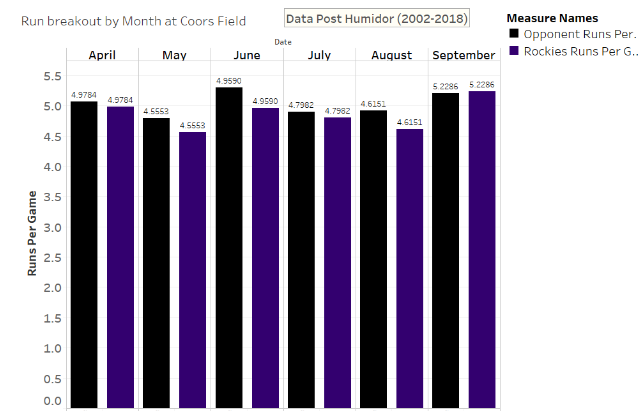 Run breakout by Month at Coors Field
Data Post Humidor (2002-2018)
Measure Names
Opponent Runs Per..
Rockies Runs Per G..
Date
April May June July August September
5.5
5.0
4.5
4.0
3.5
3.0
2.5
2.0
1.5
1.0
0.5
0.0
Runs Per Game
4.9784 4.9784 4.5553 4.5553 4.9590 4.9590 4.7982 4.7982 4.6151 4.6151 5.2286 5.2286